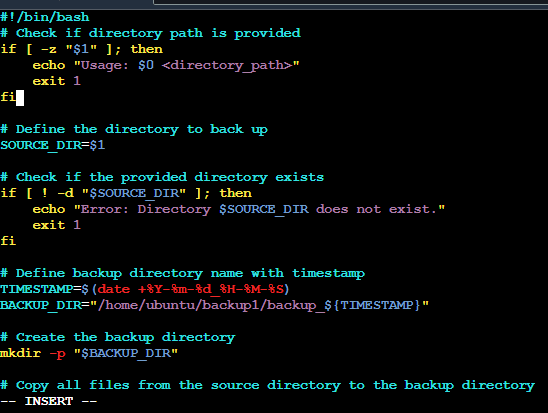 #!/bin/bash
# Check if directory path is provided
if [ -z "$1" ]; then
    echo "Usage: $0 <directory_path>"
    exit 1
fi

# Define the directory to back up
SOURCE_DIR=$1

# Check if the provided directory exists
if [ ! -d "$SOURCE_DIR" ]; then
    echo "Error: Directory $SOURCE_DIR does not exist."
    exit 1
fi

# Define backup directory name with timestamp
TIMESTAMP=$(date +%Y-%m-%d_%H-%M-%S)
BACKUP_DIR="/home/ubuntu/backup1/backup_${TIMESTAMP}"

# Create the backup directory
mkdir -p "$BACKUP_DIR"

# Copy all files from the source directory to the backup directory
-- INSERT --